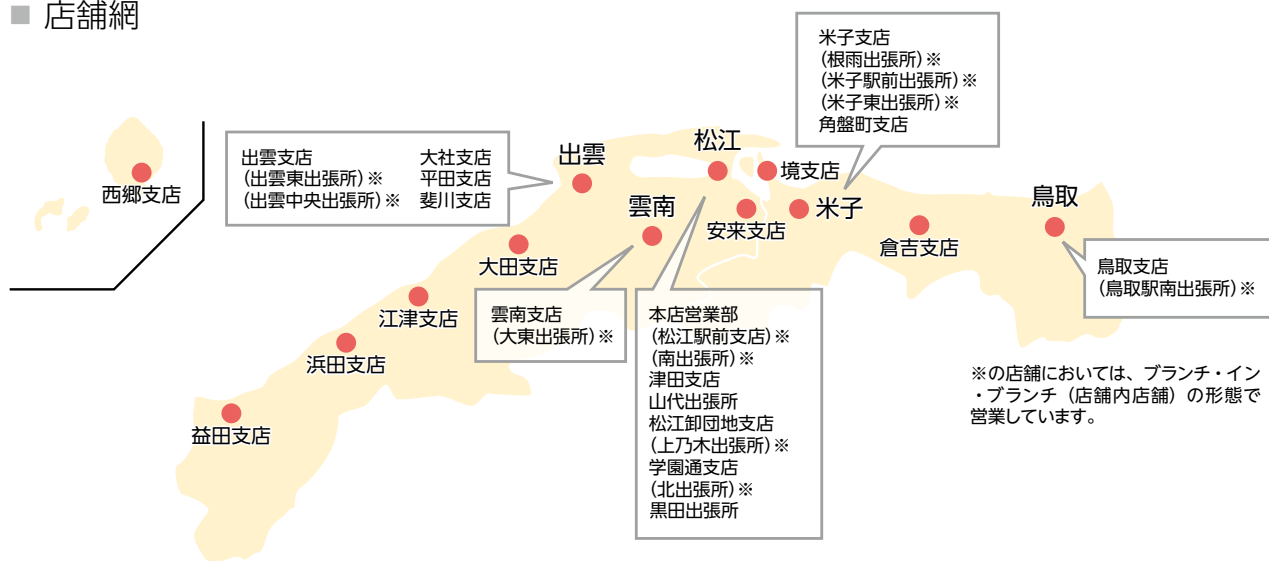 ■ 店舗網
西郷支店
出雲支店 大社支店
(出雲東出張所)※ 平田支店
(出雲中央出張所)※ 斐川支店
出雲
松江
境支店
米子支店
(根雨出張所)※
(米子駅前出張所)※
(米子東出張所)※
角盤町支店
雲南
安来支店
米子
倉吉支店
鳥取
鳥取支店
(鳥取駅南出張所)※
大田支店
江津支店
浜田支店
益田支店
雲南支店
(大東出張所)※
本店営業部
(松江駅前支店)※
(南出張所)※
津田支店
山代出張所
松江卸団地支店
(上乃木出張所)※
学園通支店
(北出張所)※
黒田出張所
※の店舗においては、ブランチ・イン
・ブランチ（店舗内店舗）の形態で
営業しています。